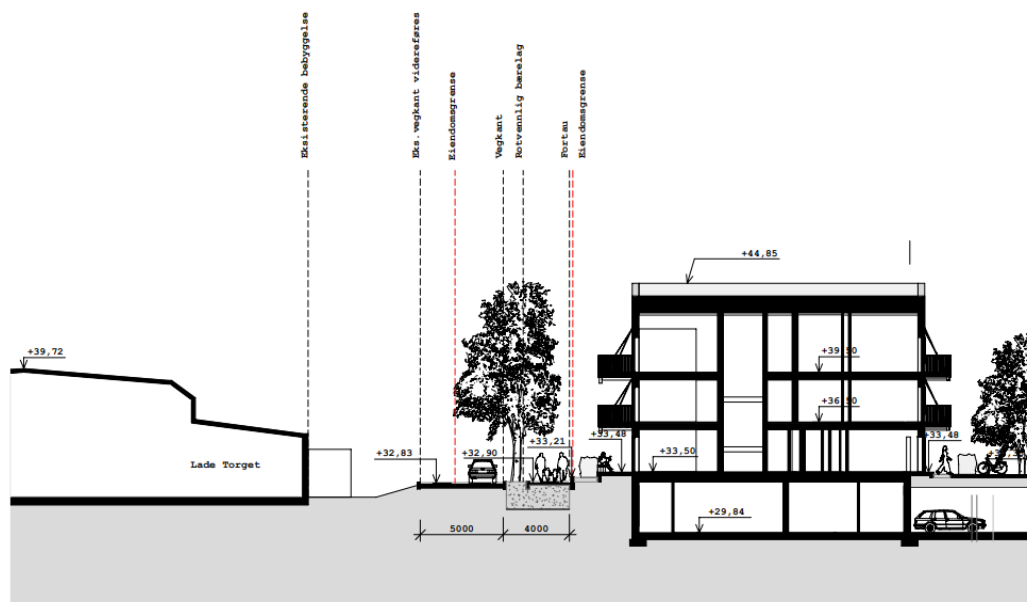 Eksisterende bebyggelse
Eks.vegkant videreføres
Eiendomsgrense
Vegkant
Rotvennlig bærelag
Fortau
Eiendomsgrense
+44,85
+39,72
+39,50
+36,50
+33,21
+33,48
+33,48
Lade Torget
+32,83
+32,90
+33,50
5000
4000
+29,84